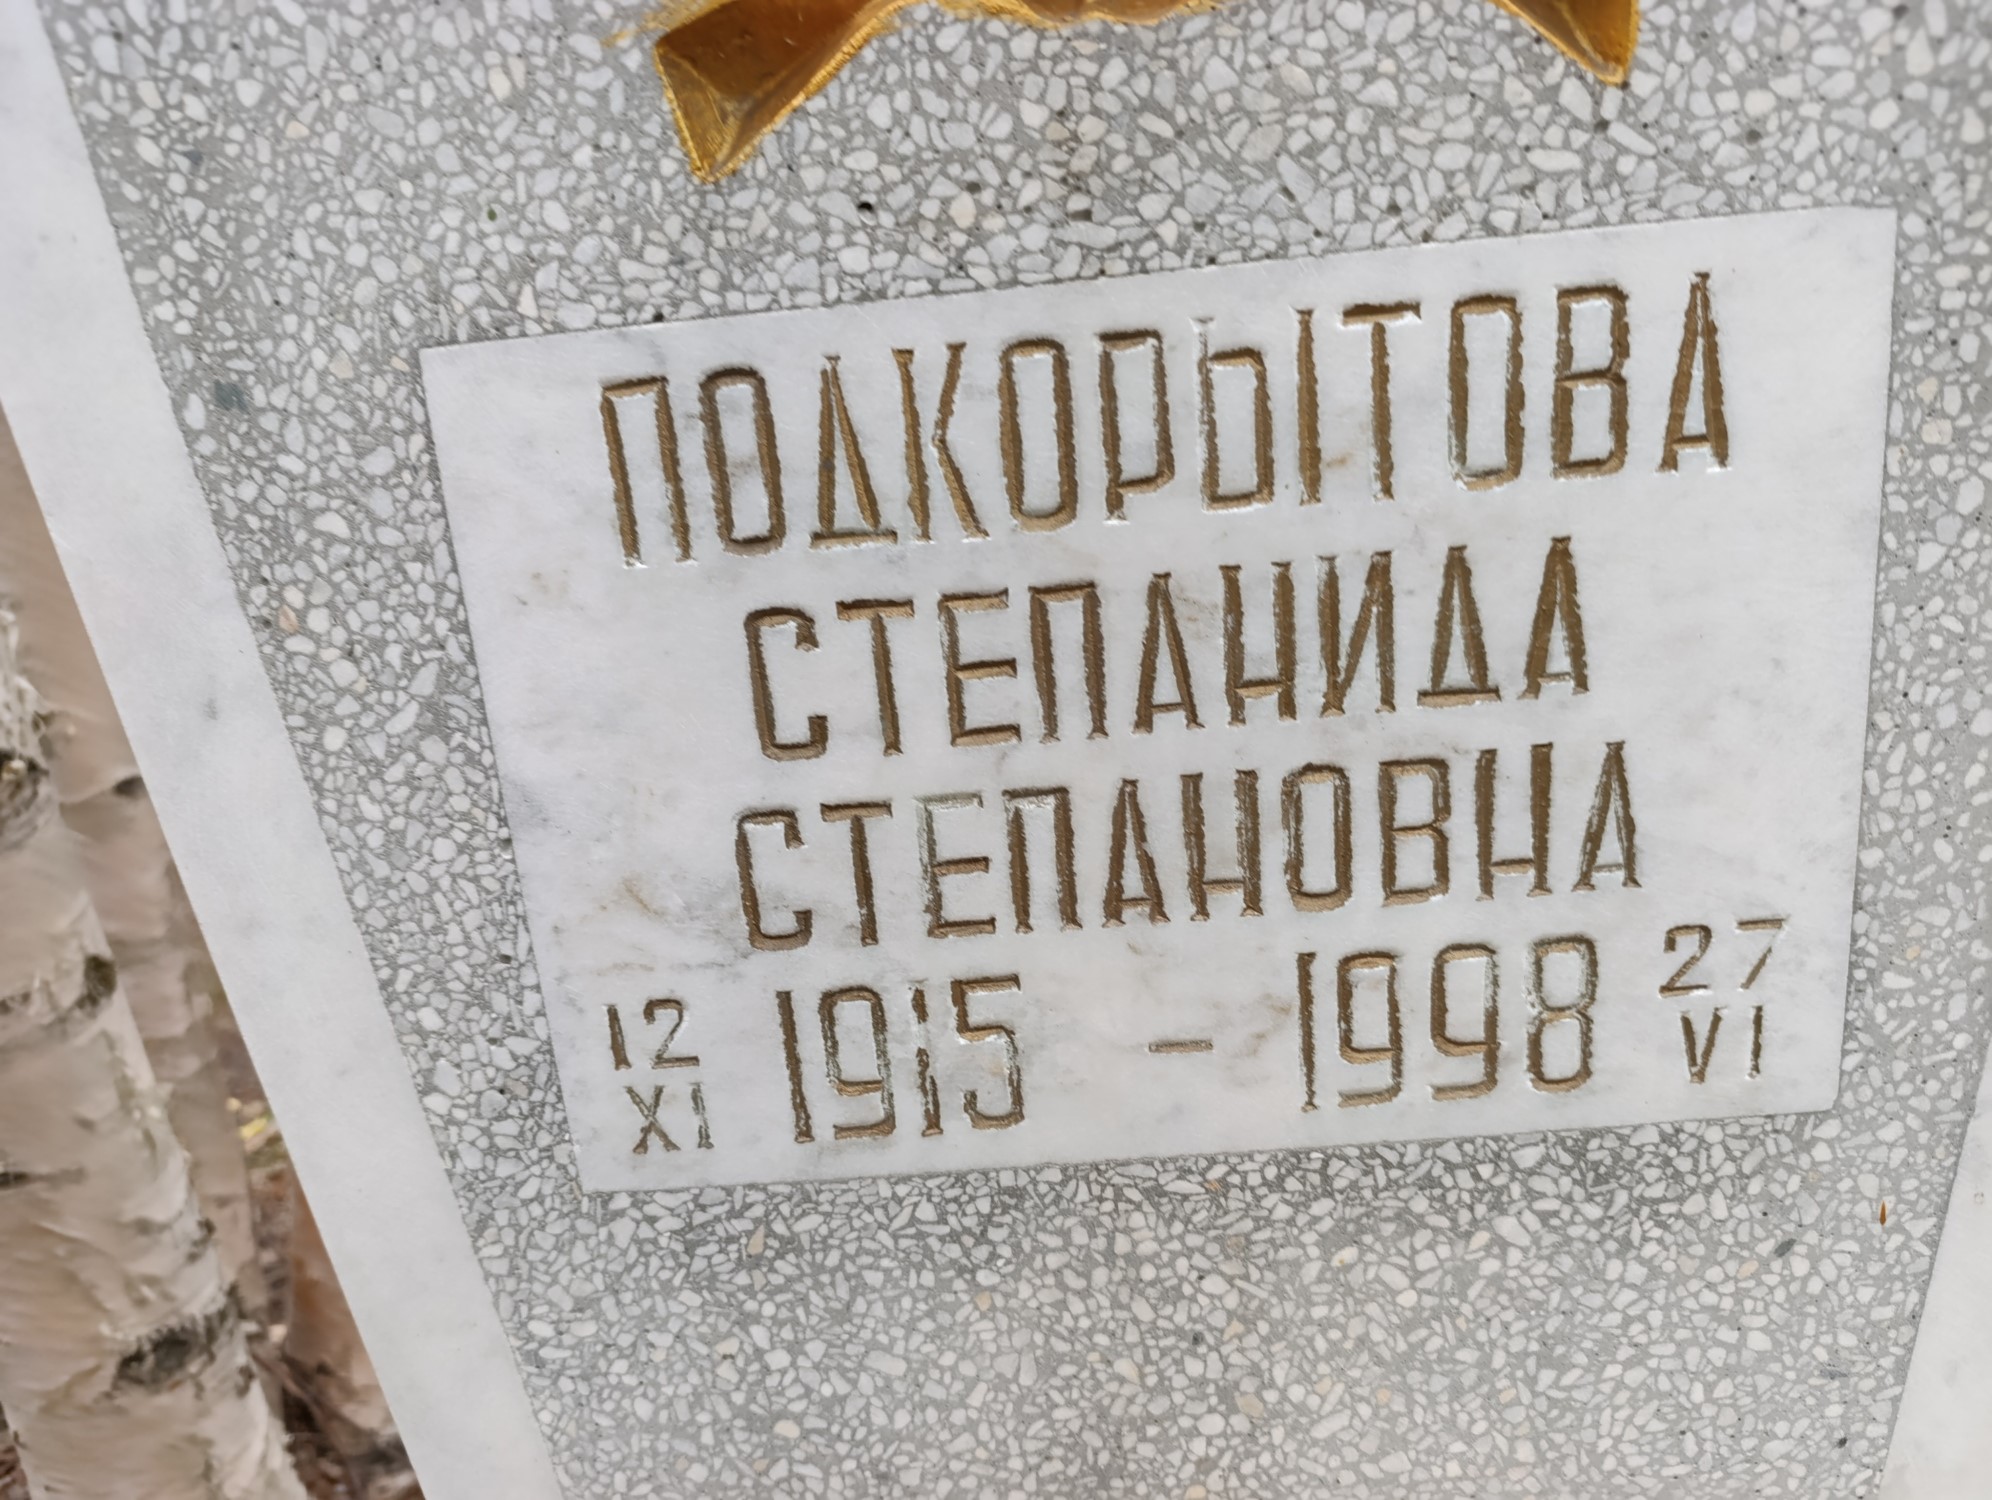 ПОДКОРЫТОВА
СТЕПАНИДА
СТЕПАНОВНА
12 XI 1915 - 1998 27 VI